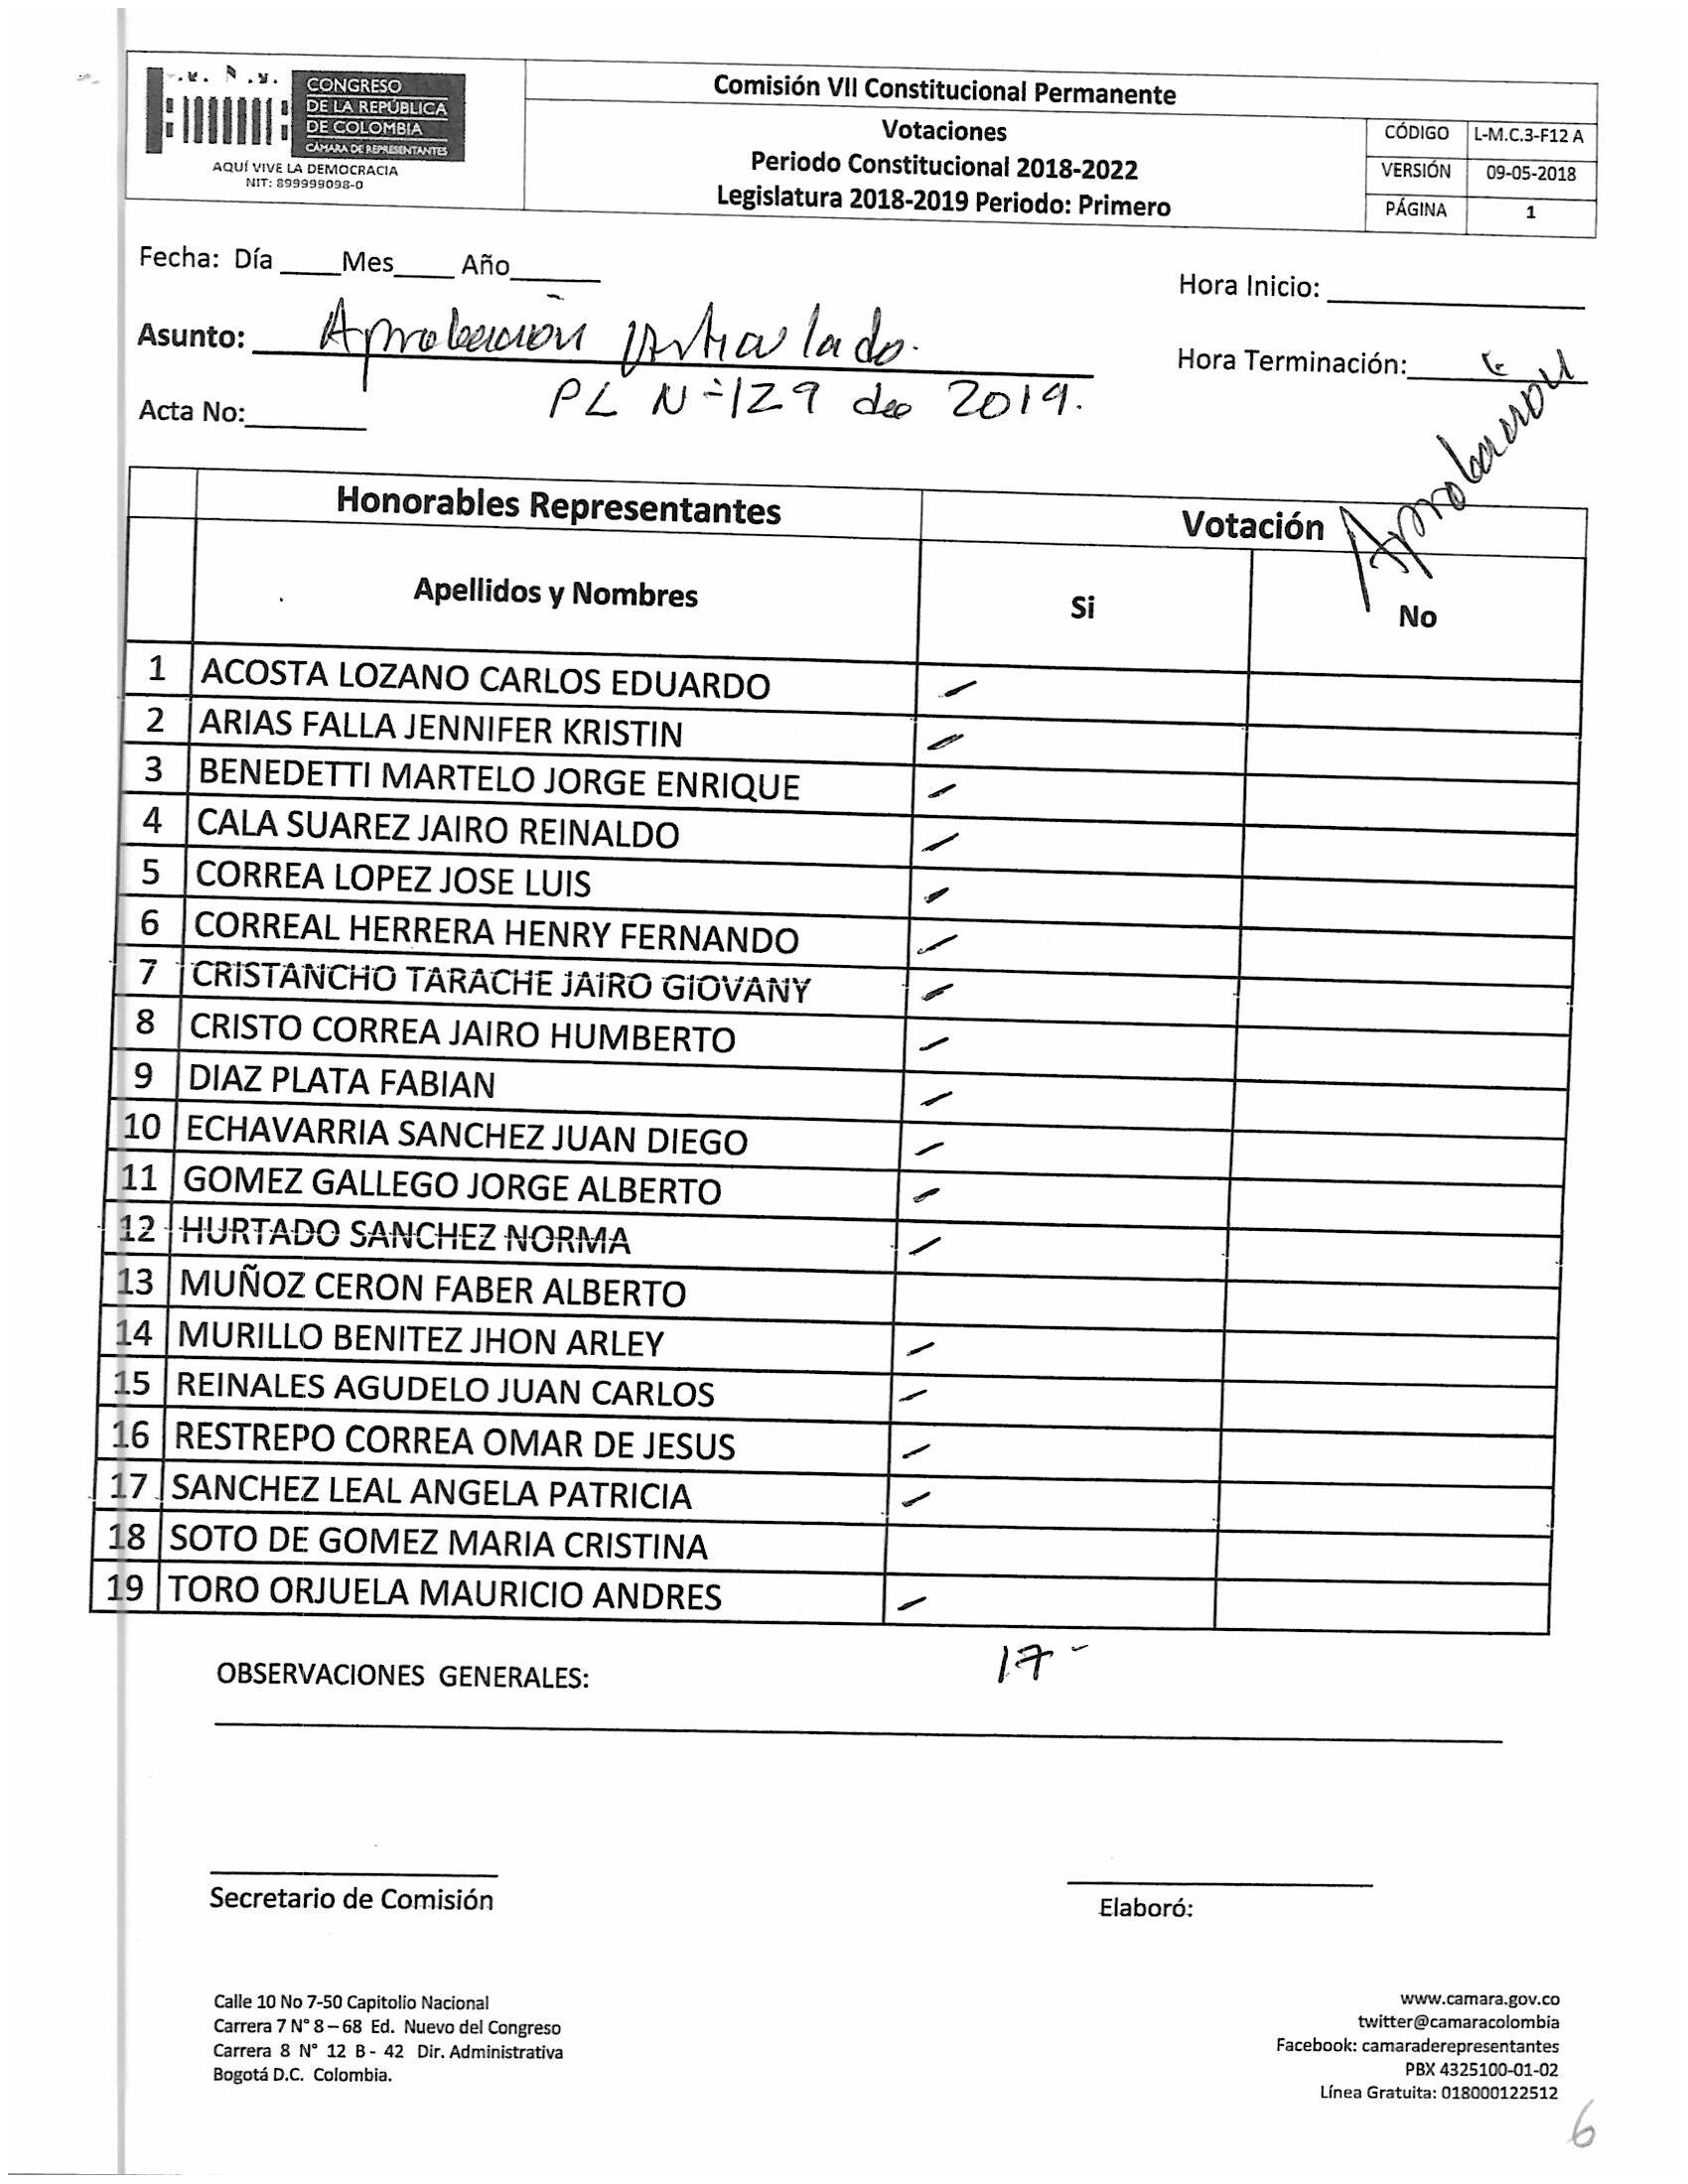 CONGRESO
DE LA REPÚBLICA
DE COLOMBIA
CÁMARA DE REPRESENTANTES
AQUÍ VIVE LA DEMOCRACIA
NIT: 899999098-0
Comisión VII Constitucional Permanente
Votaciones
Periodo Constitucional 2018-2022
Legislatura 2018-2019 Periodo: Primero
CÓDIGO L-M.C.3-F12 A
VERSIÓN 09-05-2018
PÁGINA 1
Fecha: Día ____Mes____ Año______
Hora Inicio:
Asunto: Aprobación
Hora Terminación:
PL N=129 de 2019.
Acta No:
Honorables Representantes Votación
Apellidos y Nombres Si No
1 ACOSTA LOZANO CARLOS EDUARDO
2 ARIAS FALLA JENNIFER KRISTIN
3 BENEDETTI MARTELO JORGE ENRIQUE
4 CALA SUAREZ JAIRO REINALDO
5 CORREA LOPEZ JOSE LUIS
6 CORREAL HERRERA HENRY FERNANDO
7 CRISTANCHO TARACHE JAIRO GIOVANY
8 CRISTO CORREA JAIRO HUMBERTO
9 DIAZ PLATA FABIAN
10 ECHAVARRIA SANCHEZ JUAN DIEGO
11 GOMEZ GALLEGO JORGE ALBERTO
12 HURTADO SANCHEZ NORMA
13 MUÑOZ CERON FABER ALBERTO
14 MURILLO BENITEZ JHON ARLEY
15 REINALES AGUDELO JUAN CARLOS
16 RESTREPO CORREA OMAR DE JESUS
17 SANCHEZ LEAL ANGELA PATRICIA
18 SOTO DE GOMEZ MARIA CRISTINA
19 TORO ORJUELA MAURICIO ANDRES
17-
OBSERVACIONES GENERALES:
Secretario de Comisión
Elaboró:
Calle 10 No 7-50 Capitolio Nacional
Carrera 7 N° 8 – 68 Ed. Nuevo del Congreso
Carrera 8 N° 12 B - 42 Dir. Administrativa
Bogotá D.C. Colombia.
www.camara.gov.co
twitter@camaracolombia
Facebook: camaraderepresentantes
PBX 4325100-01-02
Línea Gratuita: 018000122512
6